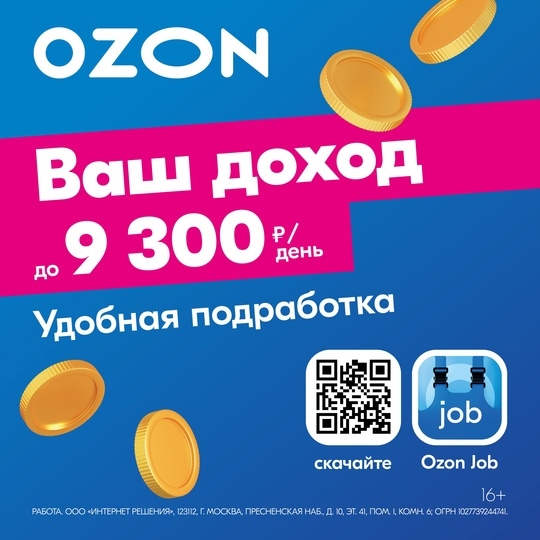 OZON
Ваш доход
до 9 300 ₽/день
Удобная подработка
job
скачайте
Ozon Job
16+
РАБОТА. ООО «ИНТЕРНЕТ РЕШЕНИЯ», 123112, Г. МОСКВА, ПРЕСНЕНСКАЯ НАБ., Д. 10, ЭТ. 41, ПОМ. I, КОМН. 6; ОГРН 1027739244741.